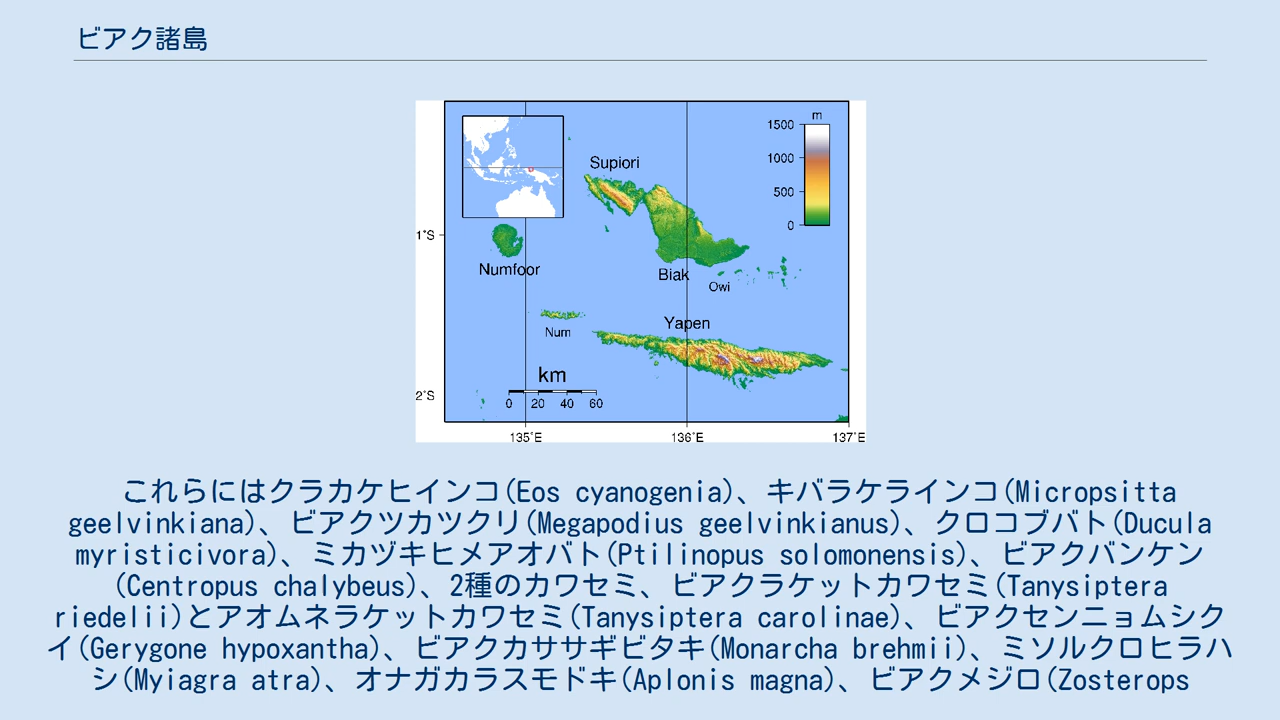 ビアク諸島
m
1500
1000
500
0
Supiori
1°S
Numfoor
Biak
Owi
Num
Yapen
km
0 20 40 60
2°S
135°E 136°E 137°E
これらにはクラカケヒインコ(Eos cyanogenia)、キバラケラインコ(Micropsitta
geelvinkiana)、ビアクツカツクリ(Megapodius geelvinkianus)、クロコブバト(Ducula
myristicivora)、ミカヅキヒメアオバト(Ptilinopus solomonensis)、ビアクバンケン
(Centropus chalybeus)、2種のカワセミ、ビアクラケットカワセミ(Tanysiptera
riedelii)とアオムネラケットカワセミ(Tanysiptera carolinae)、ビアクセンニョムシク
イ(Gerygone hypoxantha)、ビアクカササギビタキ(Monarcha brehmii)、ミソルクロヒラハ
シ(Myiagra atra)、オナガカラスモドキ(Aplonis magna)、ビアクメジロ(Zosterops